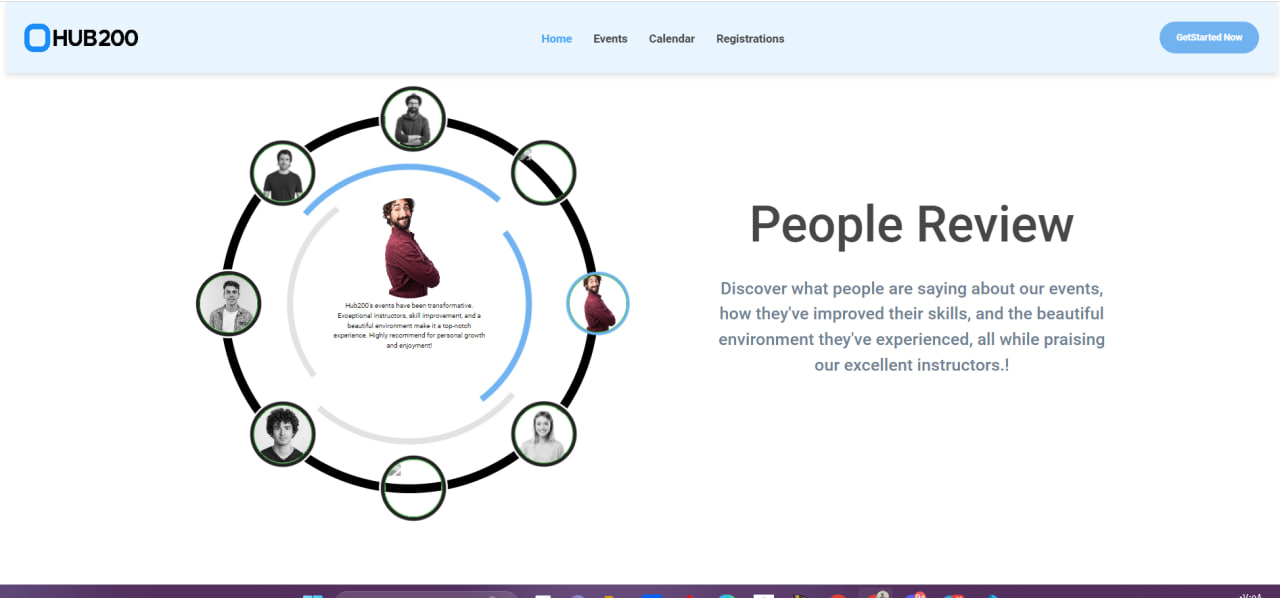 HUB200
Home Events Calendar Registrations
GetStarted Now
People Review
Discover what people are saying about our events,
how they've improved their skills, and the beautiful
environment they've experienced, all while praising
our excellent instructors.!
Hub200's events have been transformative.
Exceptional instructors, skill improvement, and a
beautiful environment make it a top-notch
experience. Highly recommend for personal growth
and enjoyment!